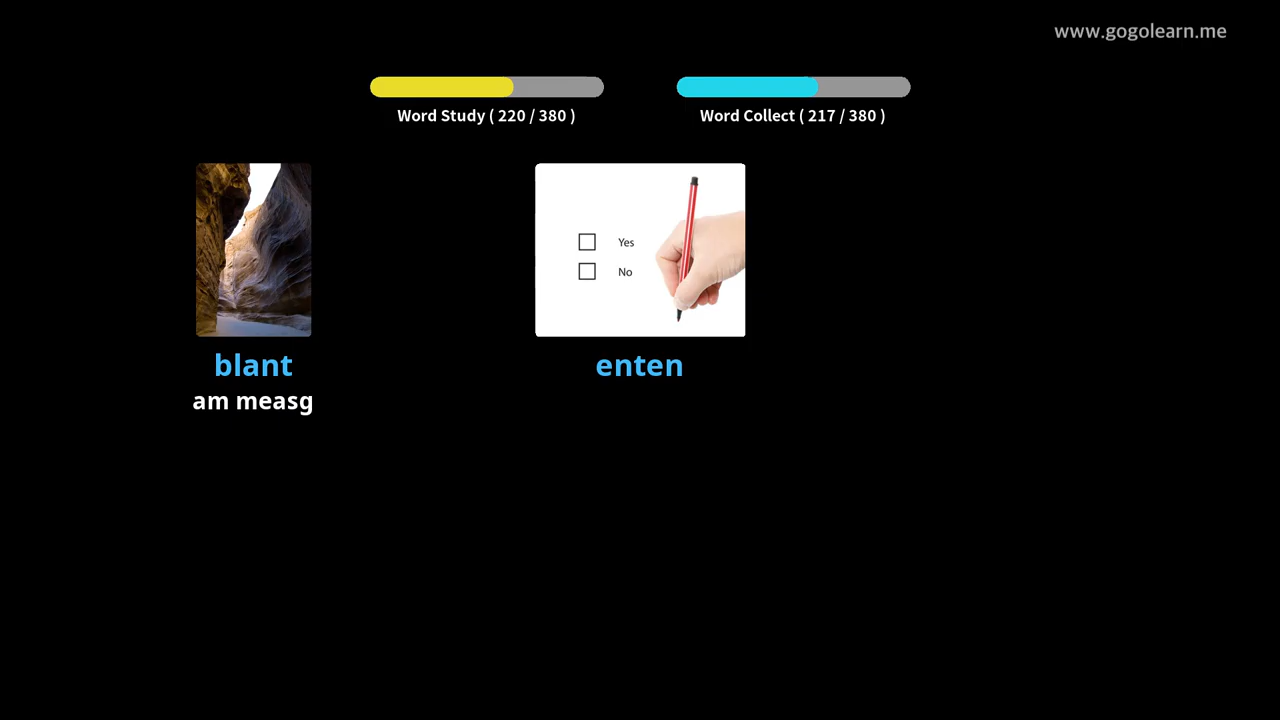 www.gogolearn.me
Word Study ( 220 / 380 )
Word Collect ( 217 / 380 )
Yes
No
blant
am measg
enten